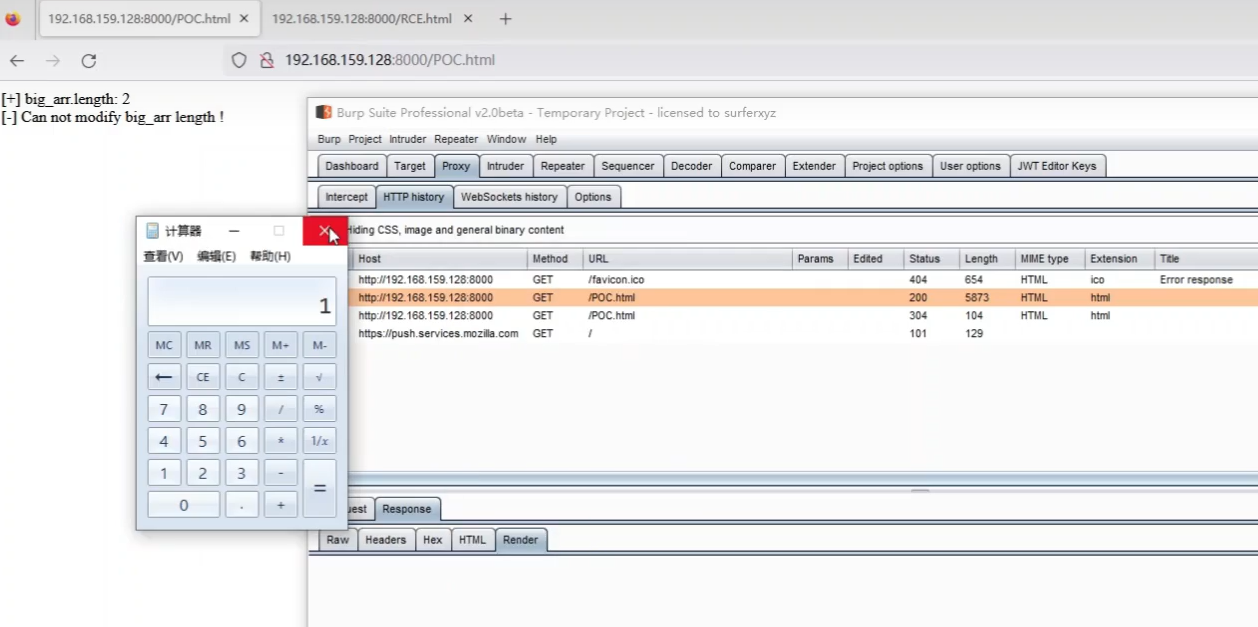 192.168.159.128:8000/POC.html
192.168.159.128:8000/RCE.html
192.168.159.128:8000/POC.html
[+] big_arr.length: 2
[-] Can not modify big_arr length !
Burp Suite Professional v2.0beta - Temporary Project - licensed to surferxyz
Burp Project Intruder Repeater Window Help
Dashboard Target Proxy Intruder Repeater Sequencer Decoder Comparer Extender Project options User options JWT Editor Keys
Intercept HTTP history WebSockets history Options
Hiding CSS, image and general binary content
Host Method URL Params Edited Status Length MIME type Extension Title
http://192.168.159.128:8000 GET /favicon.ico 404 654 HTML ico Error response
http://192.168.159.128:8000 GET /POC.html 200 5873 HTML html
http://192.168.159.128:8000 GET /POC.html 304 104 HTML html
https://push.services.mozilla.com GET / 101 129
计算器
查看(V) 编辑(E) 帮助(H)
1
MC MR MS M+ M-
← CE C ± √
7 8 9 / %
4 5 6 * 1/x
1 2 3 - =
0 . +
uest Response
Raw Headers Hex HTML Render